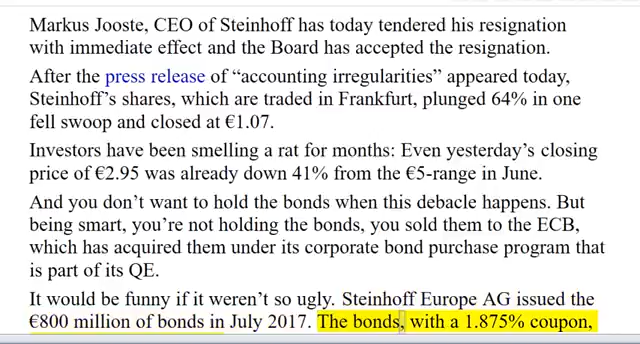 Markus Jooste, CEO of Steinhoff has today tendered his resignation
with immediate effect and the Board has accepted the resignation.
After the press release of “accounting irregularities” appeared today,
Steinhoff’s shares, which are traded in Frankfurt, plunged 64% in one
fell swoop and closed at €1.07.
Investors have been smelling a rat for months: Even yesterday’s closing
price of €2.95 was already down 41% from the €5-range in June.
And you don’t want to hold the bonds when this debacle happens. But
being smart, you’re not holding the bonds, you sold them to the ECB,
which has acquired them under its corporate bond purchase program that
is part of its QE.
It would be funny if it weren’t so ugly. Steinhoff Europe AG issued the
€800 million of bonds in July 2017. The bonds, with a 1.875% coupon,